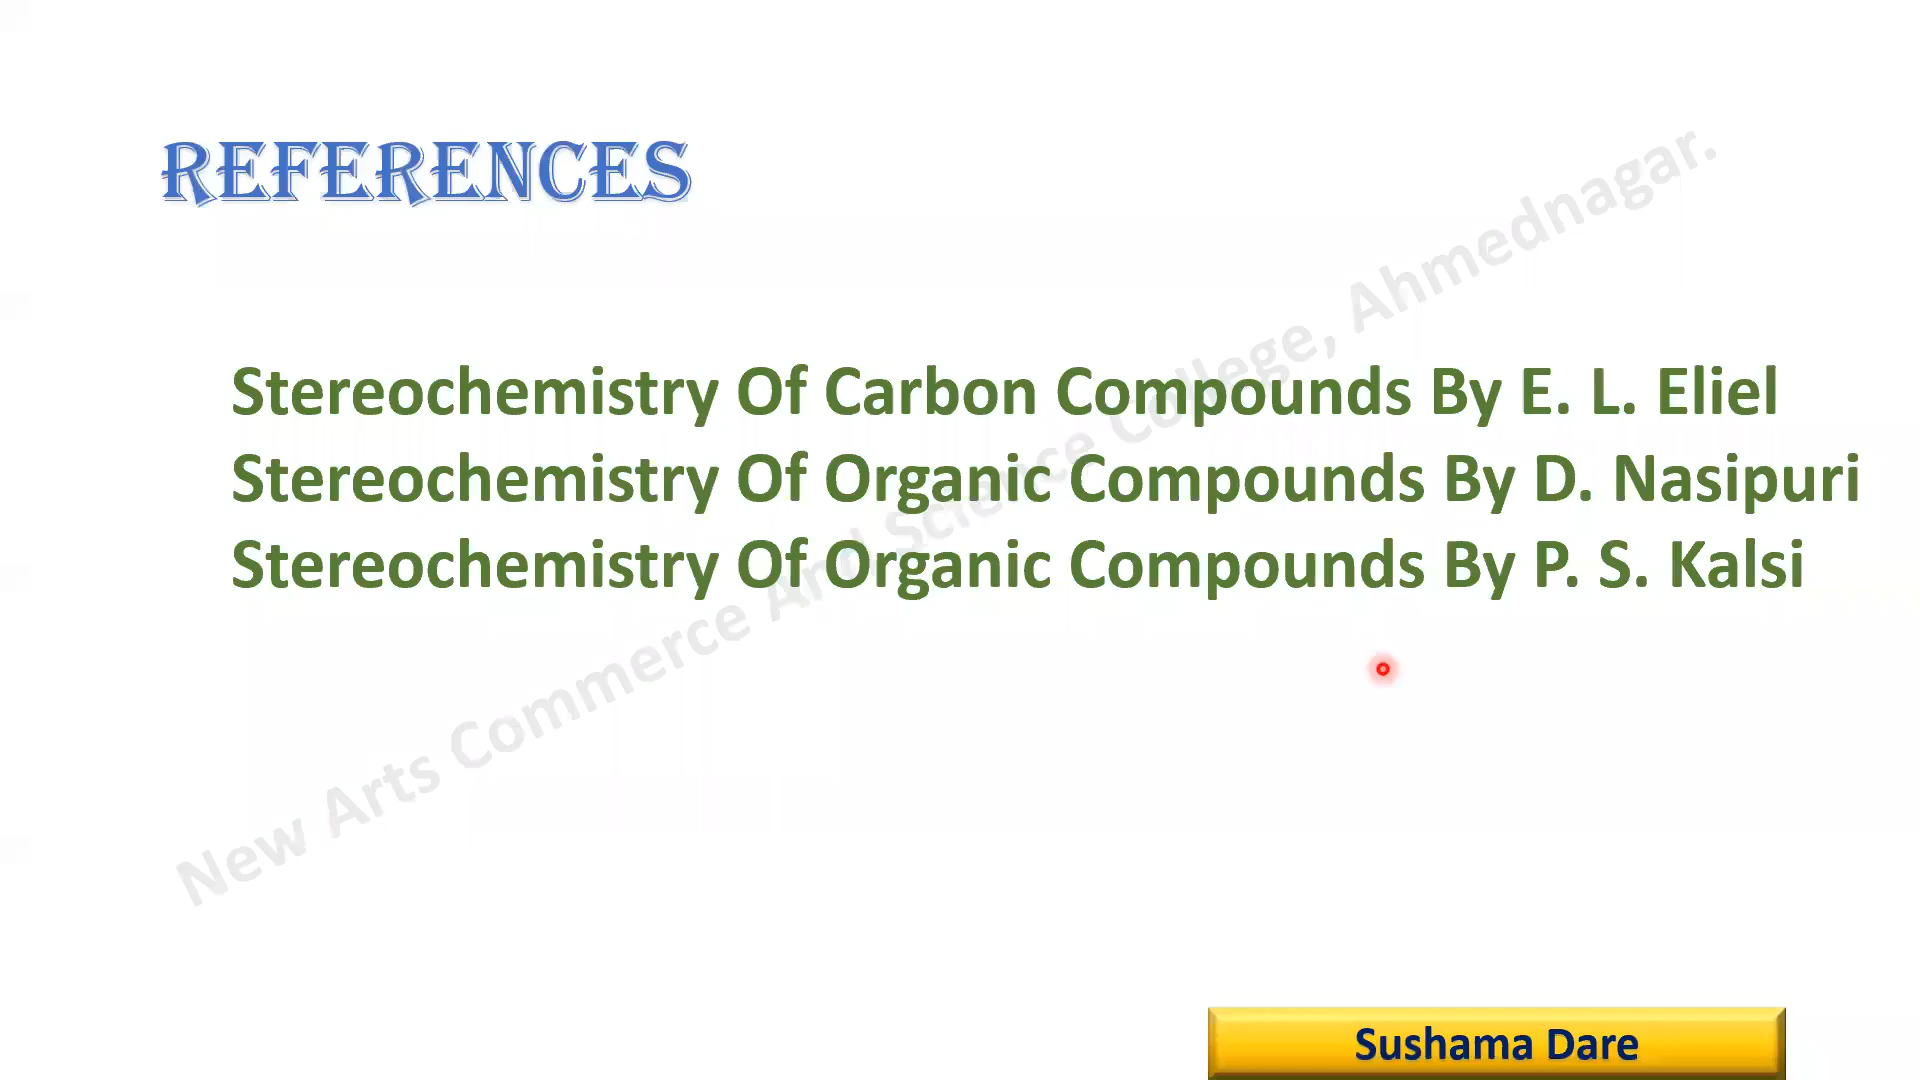 REFERENCES
Stereochemistry Of Carbon Compounds By E. L. Eliel
Stereochemistry Of Organic Compounds By D. Nasipuri
Stereochemistry Of Organic Compounds By P. S. Kalsi
New Arts Commerce And Science College, Ahmednagar.
Sushama Dare